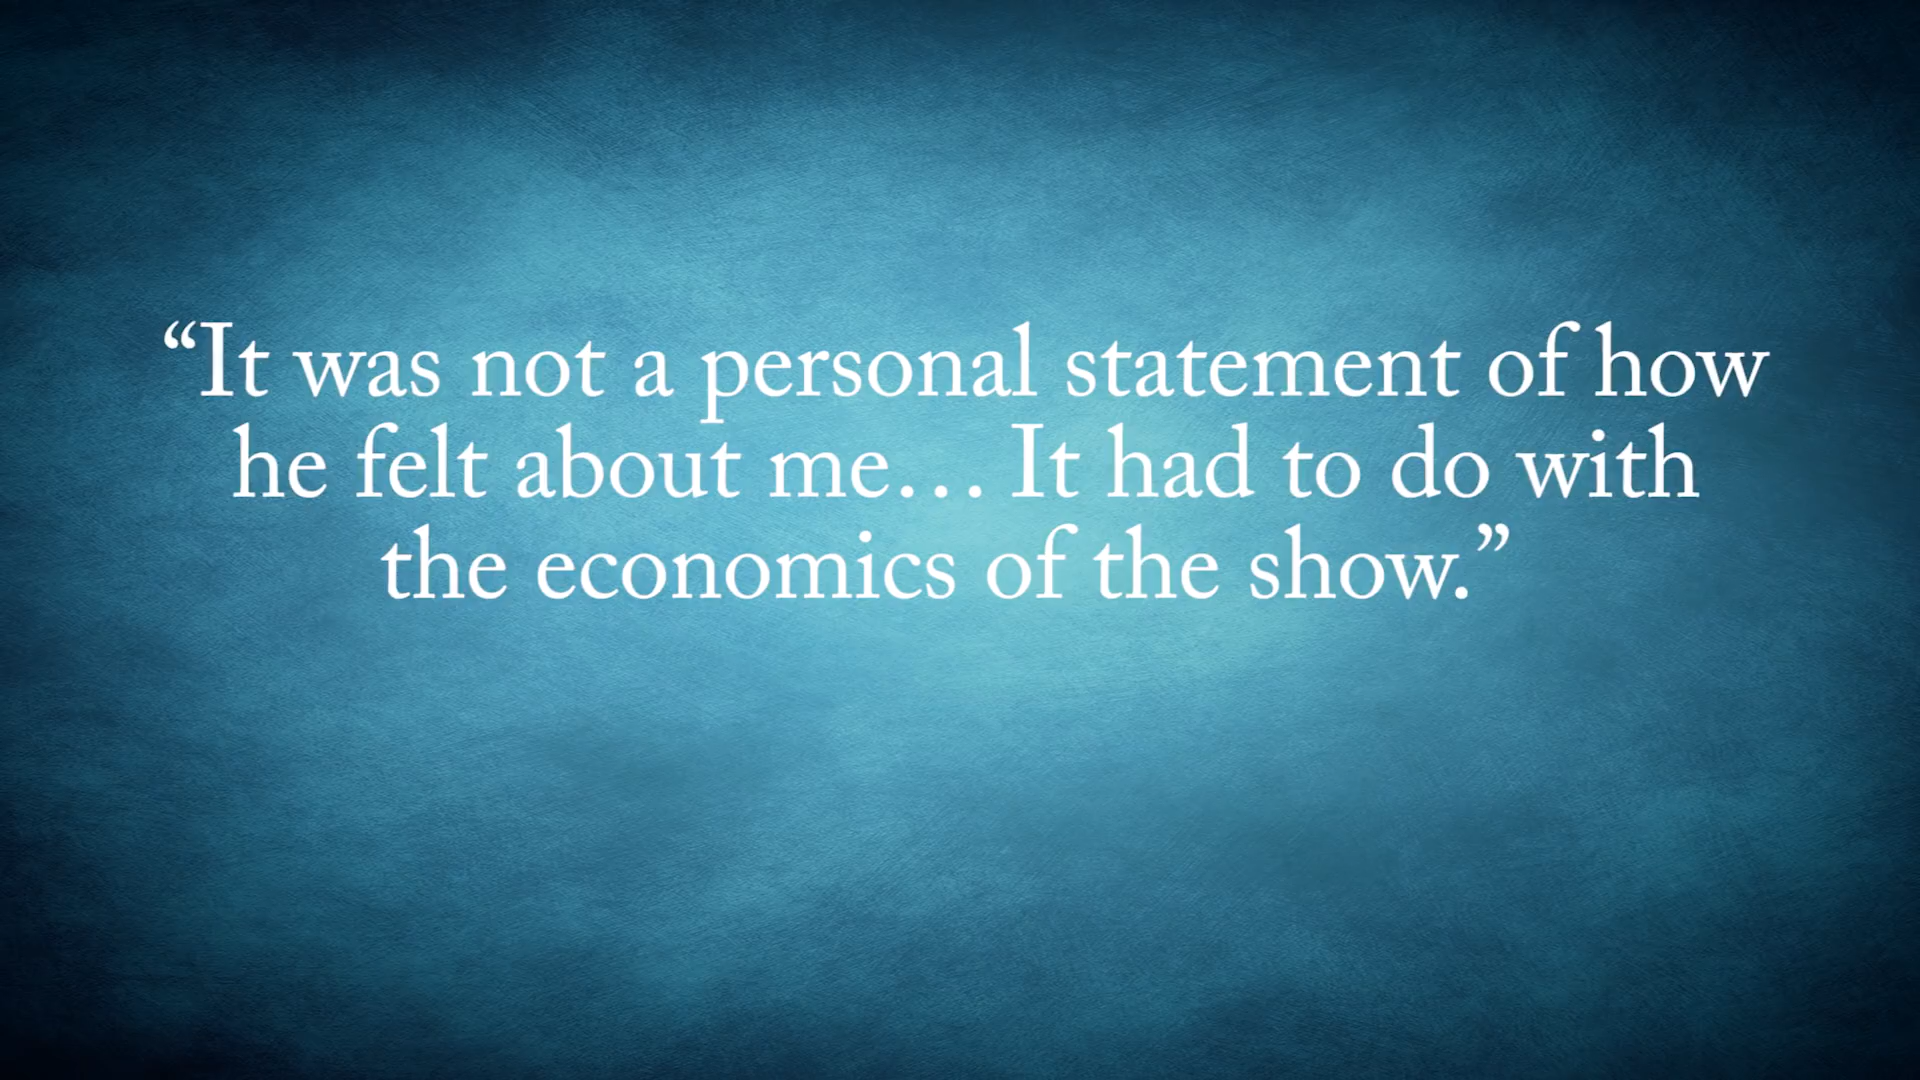 “It was not a personal statement of how
he felt about me… It had to do with
the economics of the show.”